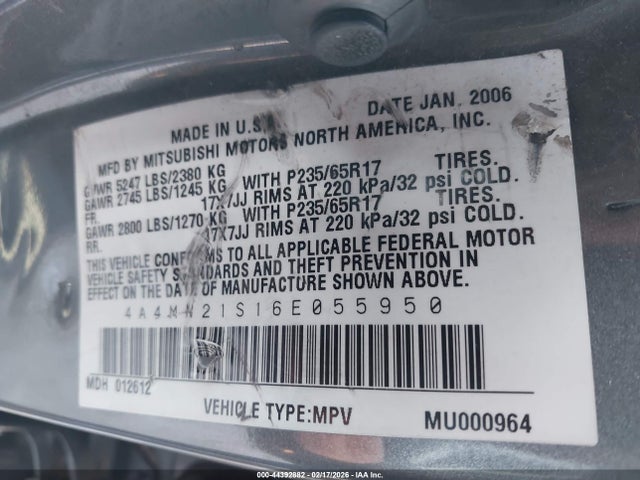 DATE JAN. 2006
MADE IN U.S.A
MFD BY MITSUBISHI MOTORS NORTH AMERICA, INC.
GVWR 5247 LBS/2380 KG
GAWR 2745 LBS/1245 KG WITH P235/65R17 TIRES.
FR. 17X7JJ RIMS AT 220 kPa/32 psi COLD.
GAWR 2800 LBS/1270 KG WITH P235/65R17 TIRES.
RR. 17X7JJ RIMS AT 220 kPa/32 psi COLD.
THIS VEHICLE CONFORMS TO ALL APPLICABLE FEDERAL MOTOR
VEHICLE SAFETY STANDARDS AND THEFT PREVENTION IN
EFFECT ON THE DATE OF MANUFACTURE SHOWN ABOVE.
4A4MN21S16E055950
MDH 012612
VEHICLE TYPE:MPV MU000964
000-44392882 - 02/17/2026 - IAA Inc.